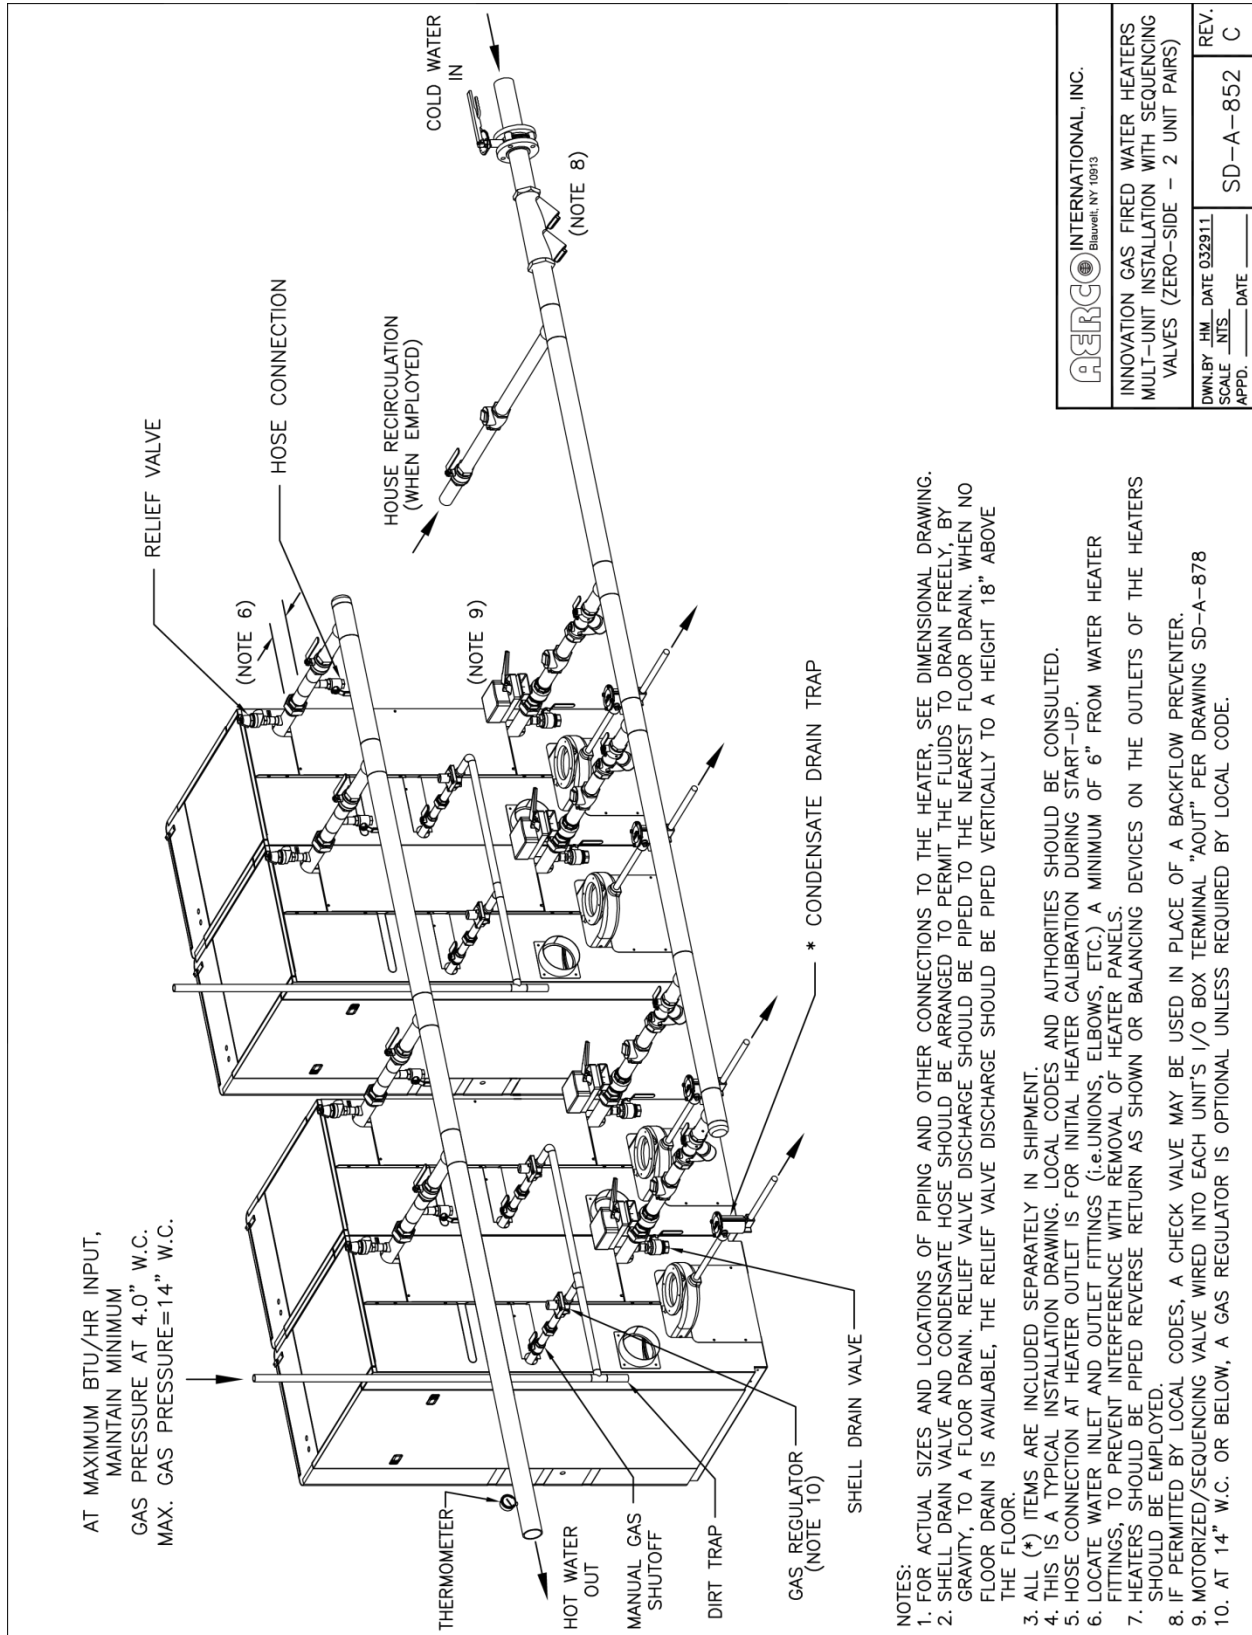 AT MAXIMUM BTU/HR INPUT,
MAINTAIN MINIMUM
GAS PRESSURE AT 4.0" W.C.
MAX. GAS PRESSURE=14" W.C.
RELIEF VALVE
(NOTE 6)
HOSE CONNECTION
HOUSE RECIRCULATION
(WHEN EMPLOYED)
COLD WATER
IN
(NOTE 8)
(NOTE 9)
THERMOMETER
HOT WATER
OUT
MANUAL GAS
SHUTOFF
DIRT TRAP
GAS REGULATOR
(NOTE 10)
SHELL DRAIN VALVE
* CONDENSATE DRAIN TRAP
NOTES:
1. FOR ACTUAL SIZES AND LOCATIONS OF PIPING AND OTHER CONNECTIONS TO THE HEATER, SEE DIMENSIONAL DRAWING.
2. SHELL DRAIN VALVE AND CONDENSATE HOSE SHOULD BE ARRANGED TO PERMIT THE FLUIDS TO DRAIN FREELY, BY
GRAVITY, TO A FLOOR DRAIN. RELIEF VALVE DISCHARGE SHOULD BE PIPED TO THE NEAREST FLOOR DRAIN. WHEN NO
FLOOR DRAIN IS AVAILABLE, THE RELIEF VALVE DISCHARGE SHOULD BE PIPED VERTICALLY TO A HEIGHT 18" ABOVE
THE FLOOR.
3. ALL (*) ITEMS ARE INCLUDED SEPARATELY IN SHIPMENT.
4. THIS IS A TYPICAL INSTALLATION DRAWING. LOCAL CODES AND AUTHORITIES SHOULD BE CONSULTED.
5. HOSE CONNECTION AT HEATER OUTLET IS FOR INITIAL HEATER CALIBRATION DURING START-UP.
6. LOCATE WATER INLET AND OUTLET FITTINGS (i.e.UNIONS, ELBOWS, ETC.) A MINIMUM OF 6" FROM WATER HEATER
FITTINGS, TO PREVENT INTERFERENCE WITH REMOVAL OF HEATER PANELS.
7. HEATERS SHOULD BE PIPED REVERSE RETURN AS SHOWN OR BALANCING DEVICES ON THE OUTLETS OF THE HEATERS
SHOULD BE EMPLOYED.
8. IF PERMITTED BY LOCAL CODES, A CHECK VALVE MAY BE USED IN PLACE OF A BACKFLOW PREVENTER.
9. MOTORIZED/SEQUENCING VALVE WIRED INTO EACH UNIT'S I/O BOX TERMINAL "AOUT" PER DRAWING SD-A-878
10. AT 14" W.C. OR BELOW, A GAS REGULATOR IS OPTIONAL UNLESS REQUIRED BY LOCAL CODE.
AERCO INTERNATIONAL, INC.
Blauvelt, NY 10913
INNOVATION GAS FIRED WATER HEATERS
MULT-UNIT INSTALLATION WITH SEQUENCING
VALVES (ZERO-SIDE - 2 UNIT PAIRS)
DWN.BY HM DATE 032911
SCALE NTS
APPD. DATE
SD-A-852
REV.
C